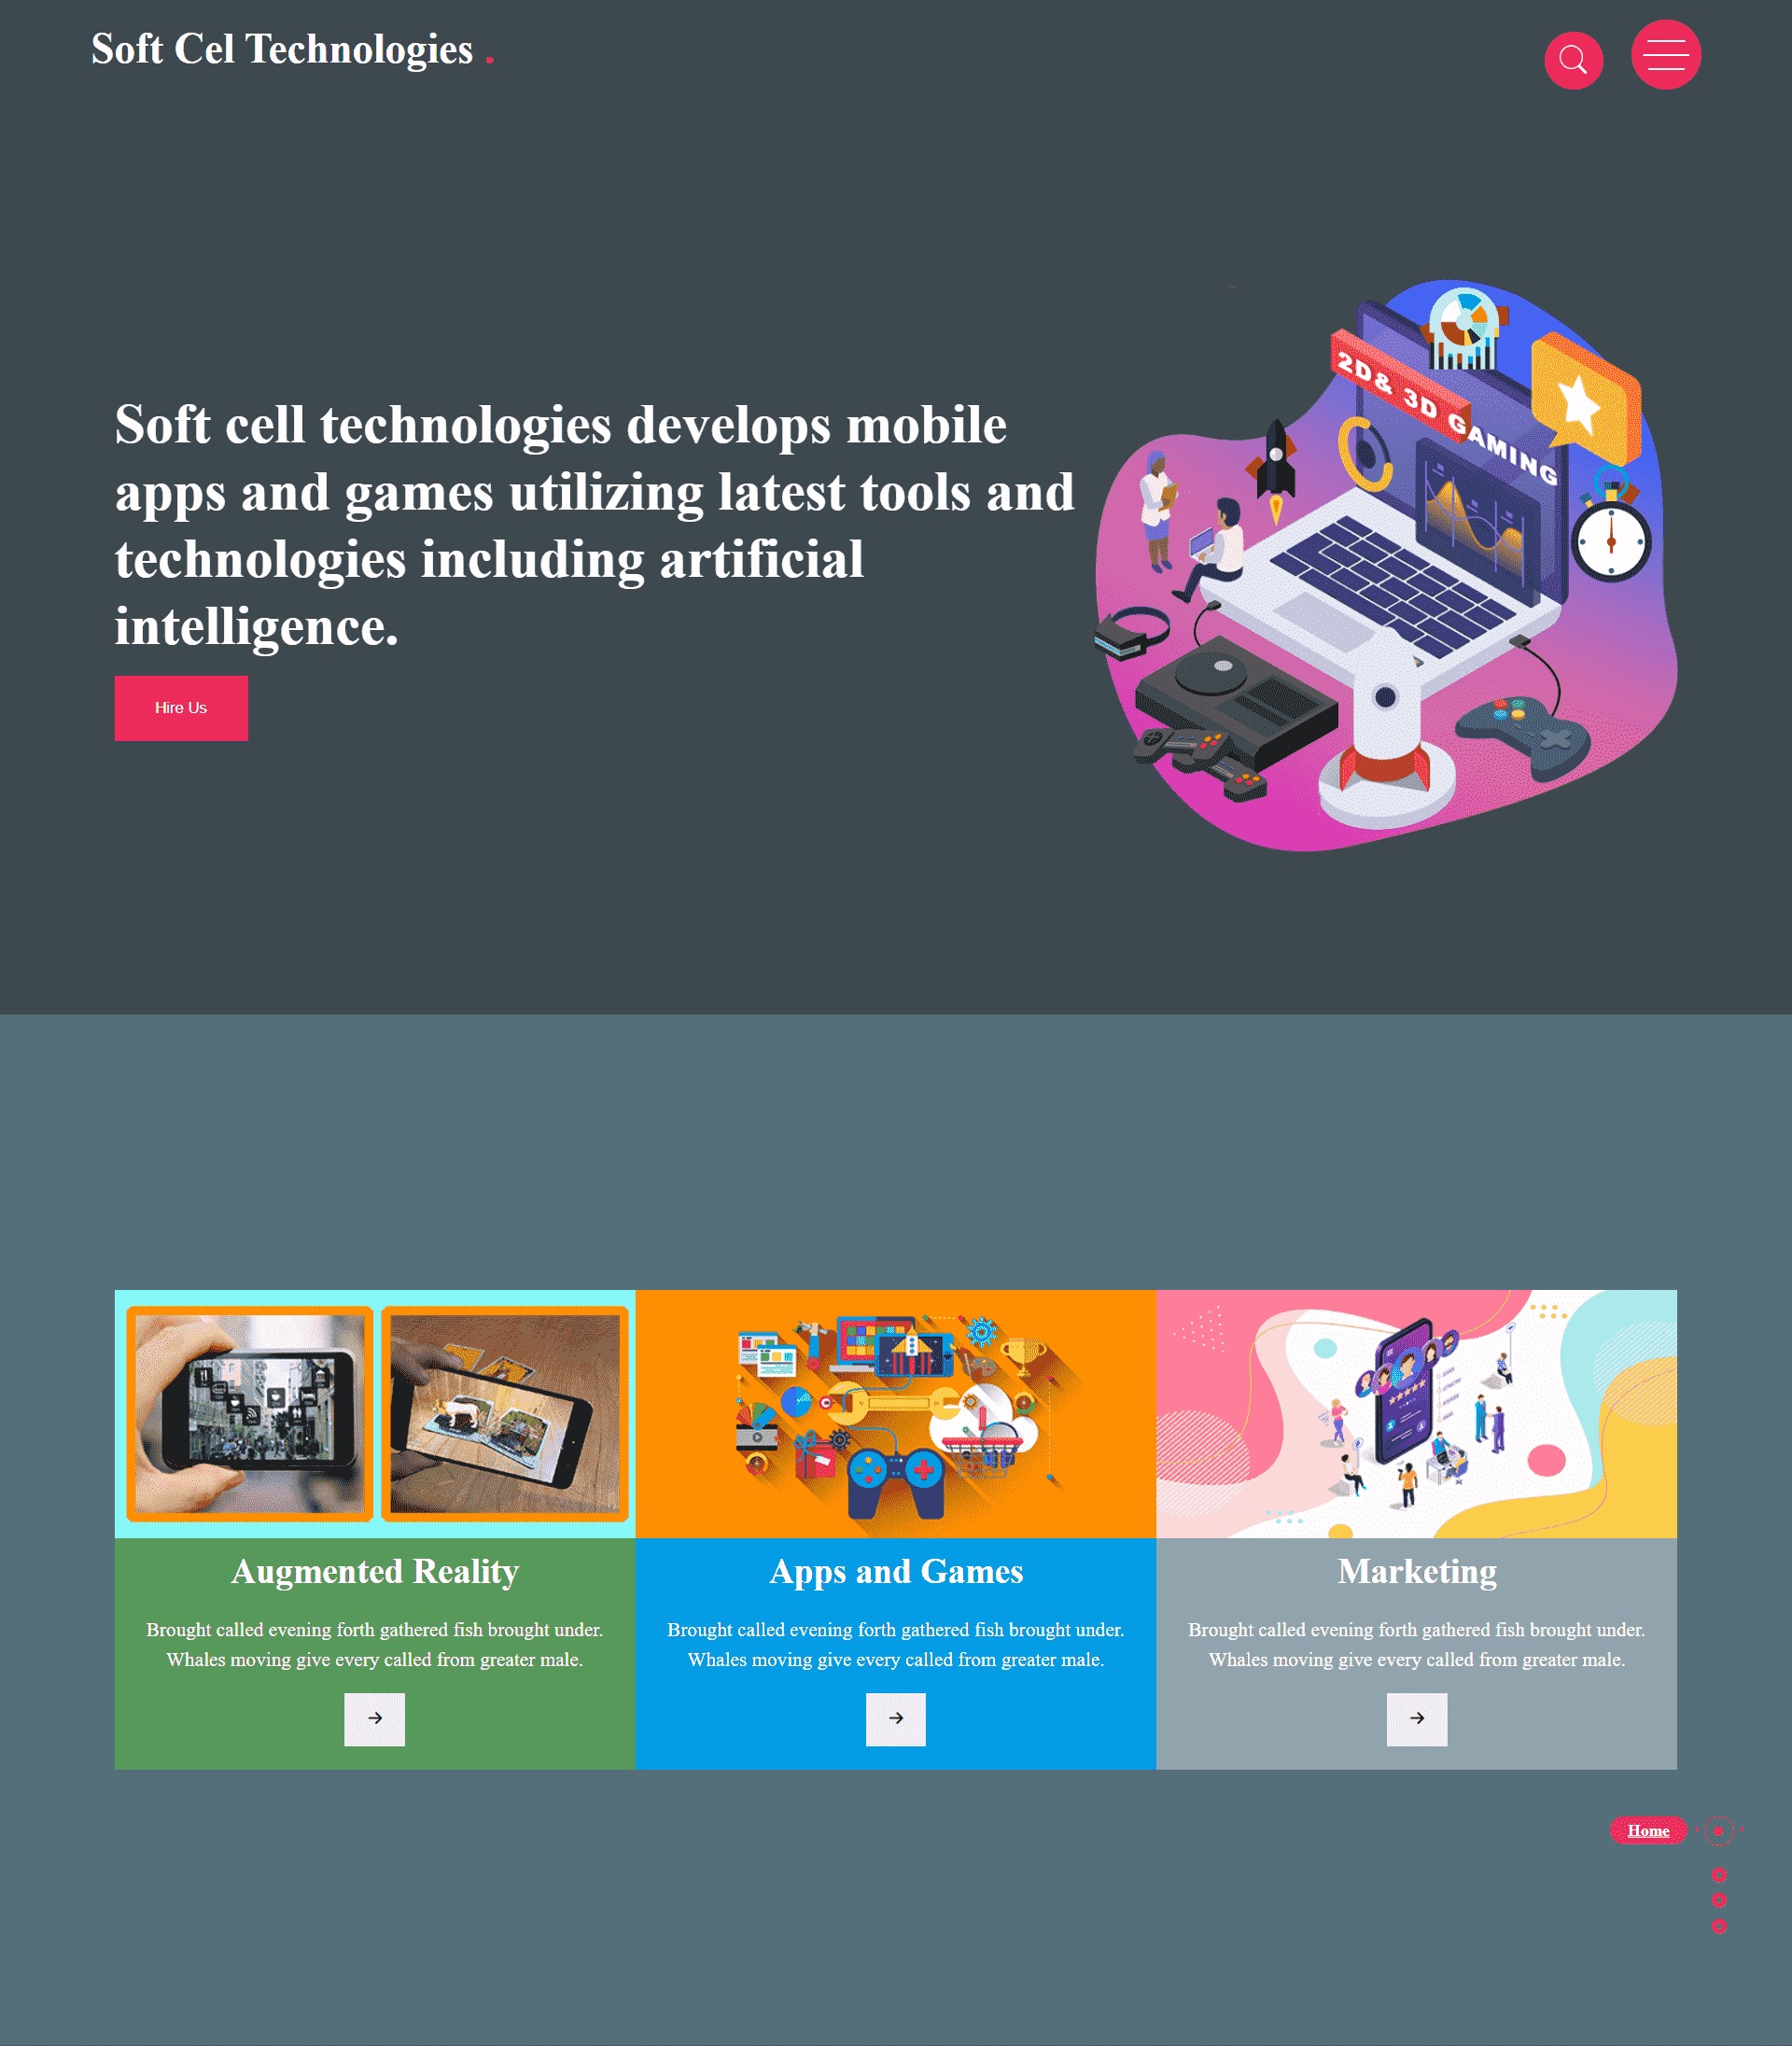 Soft Cel Technologies .
2D& 3D GAMING
Soft cell technologies develops mobile
apps and games utilizing latest tools and
technologies including artificial
intelligence.
Hire Us
Augmented Reality
Brought called evening forth gathered fish brought under.
Whales moving give every called from greater male.
Apps and Games
Brought called evening forth gathered fish brought under.
Whales moving give every called from greater male.
Marketing
Brought called evening forth gathered fish brought under.
Whales moving give every called from greater male.
Home